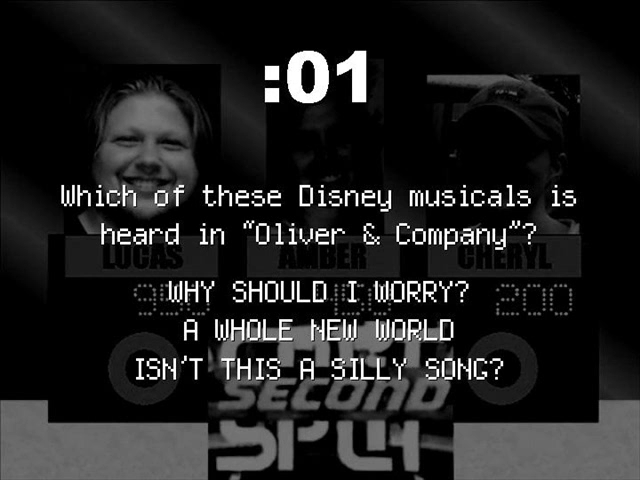 :01
Which of these Disney musicals is
heard in "Oliver & Company"?
LUCAS
AMBER
CHERYL
WHY SHOULD I WORRY?
200
A WHOLE NEW WORLD
ISN'T THIS A SILLY SONG?
SECOND